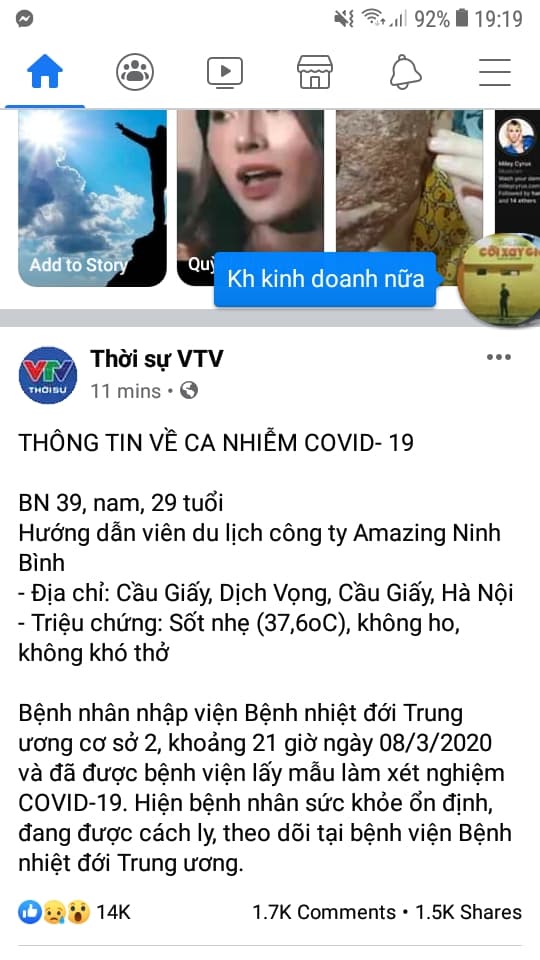 92% 19:19
Miley Cyrus
Add to Story
Quỳ
Kh kinh doanh nữa
CỐI XAY GI
VTV
THỜI SỰ
Thời sự VTV
11 mins •
THÔNG TIN VỀ CA NHIỄM COVID- 19
BN 39, nam, 29 tuổi
Hướng dẫn viên du lịch công ty Amazing Ninh
Bình
- Địa chỉ: Cầu Giấy, Dịch Vọng, Cầu Giấy, Hà Nội
- Triệu chứng: Sốt nhẹ (37,6oC), không ho,
không khó thở
Bệnh nhân nhập viện Bệnh nhiệt đới Trung
ương cơ sở 2, khoảng 21 giờ ngày 08/3/2020
và đã được bệnh viện lấy mẫu làm xét nghiệm
COVID-19. Hiện bệnh nhân sức khỏe ổn định,
đang được cách ly, theo dõi tại bệnh viện Bệnh
nhiệt đới Trung ương.
14K 1.7K Comments • 1.5K Shares